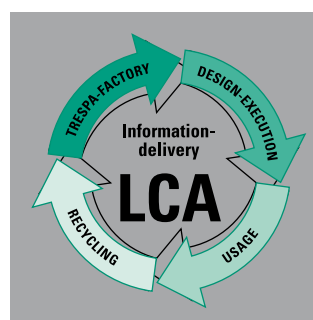 TRESPA-FACTORY
DESIGN-EXECUTION
Information-
delivery
LCA
RECYCLING
USAGE